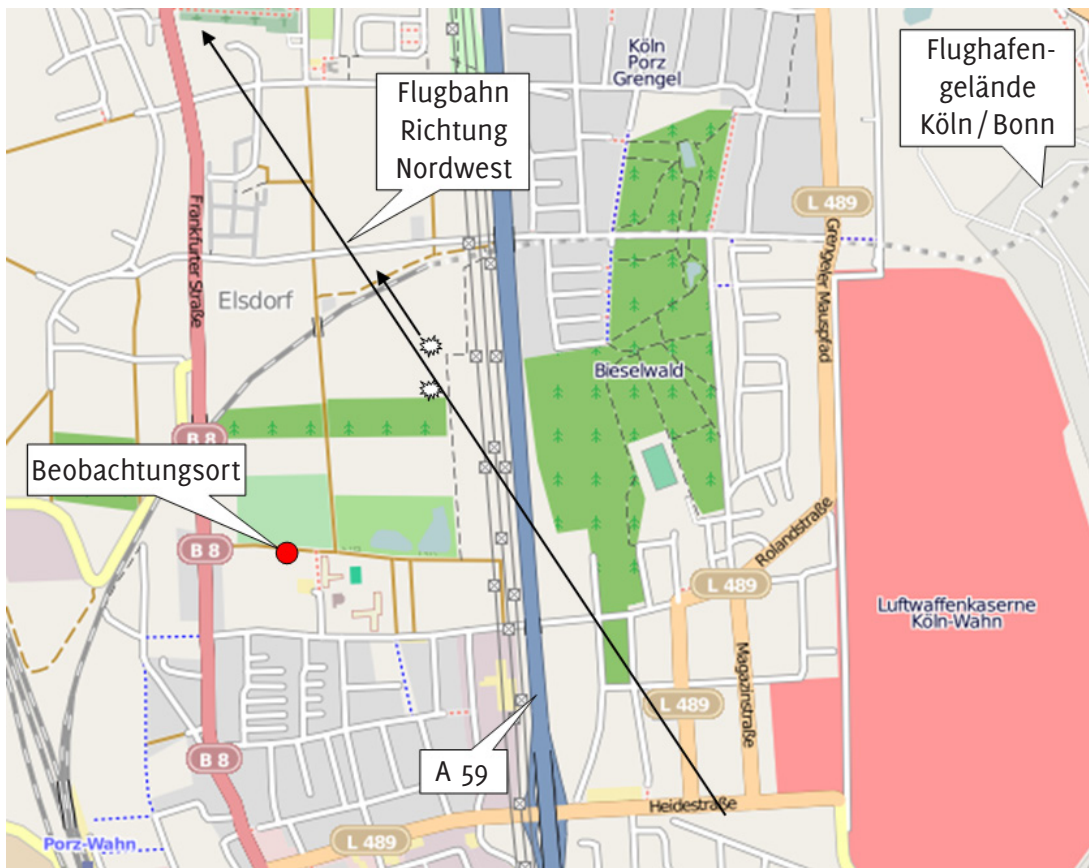 Köln
Porz
Grengel
Flughafen-
gelände
Köln / Bonn
Flugbahn
Richtung
Nordwest
Frankfurter Straße
L 489
Grengeler Mauspfad
Elsdorf
Bieselwald
B 8
Beobachtungsort
B 8
Rolandstraße
L 489
Luftwaffenkaserne
Köln-Wahn
Magazinstraße
L 489
B 8
A 59
Heidestraße
L 489
Porz-Wahn